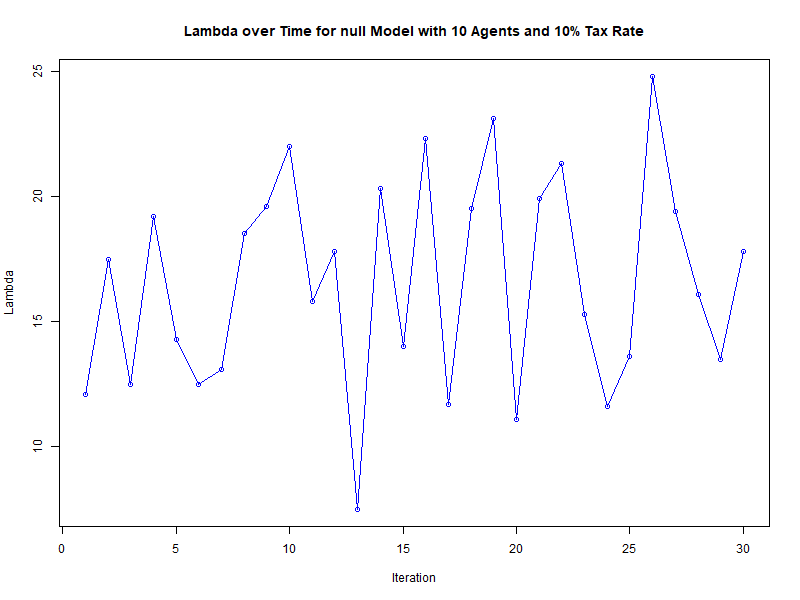 Lambda over Time for null Model with 10 Agents and 10% Tax Rate
25
20
15
10
Lambda
0 5 10 15 20 25 30
Iteration